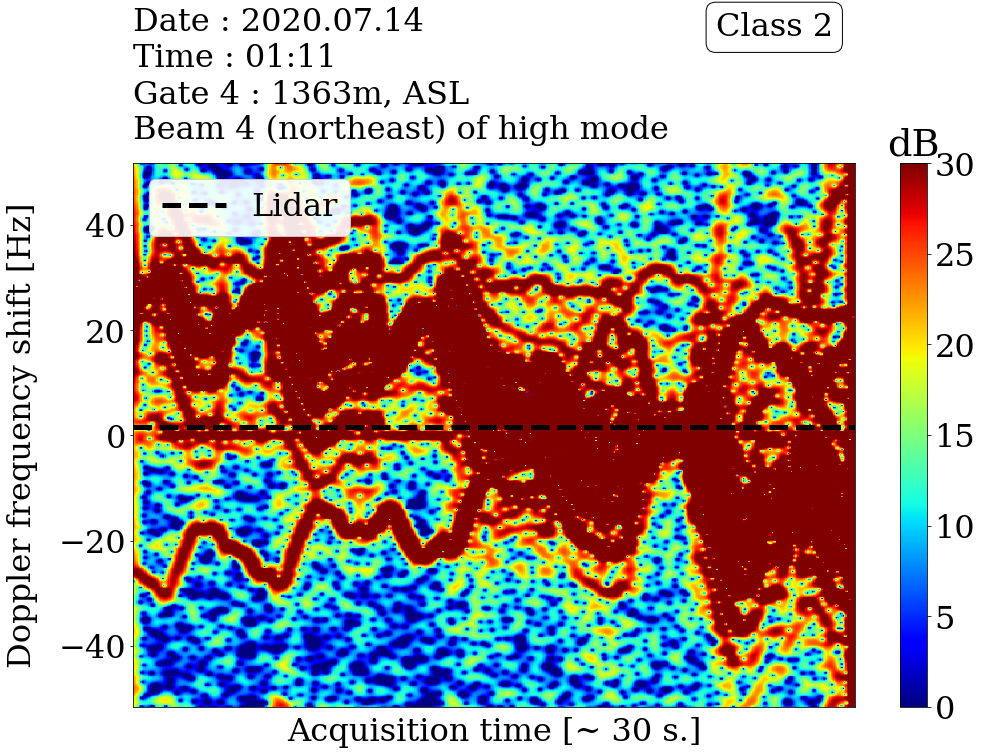 Date : 2020.07.14
Time : 01:11
Gate 4 : 1363m, ASL
Beam 4 (northeast) of high mode
Class 2
dB
Lidar
Doppler frequency shift [Hz]
40
20
0
−20
−40
Acquisition time [~ 30 s.]
30
25
20
15
10
5
0